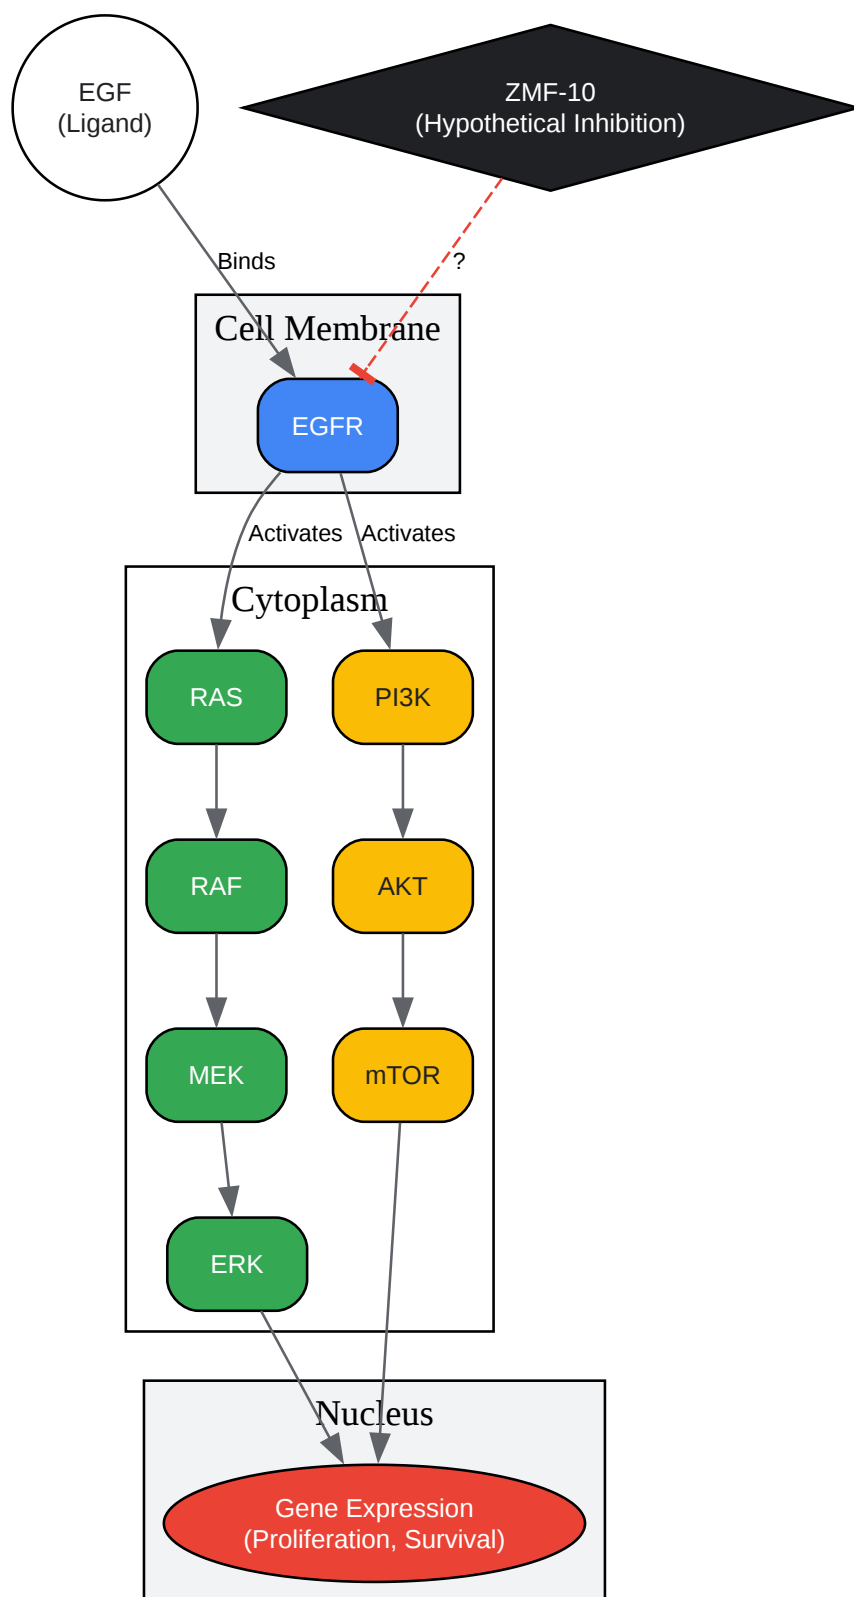 EGF
(Ligand)
ZMF-10
(Hypothetical Inhibition)
Binds
?
Cell Membrane
EGFR
Activates
Activates
Cytoplasm
RAS
PI3K
RAF
AKT
MEK
mTOR
ERK
Nucleus
Gene Expression
(Proliferation, Survival)